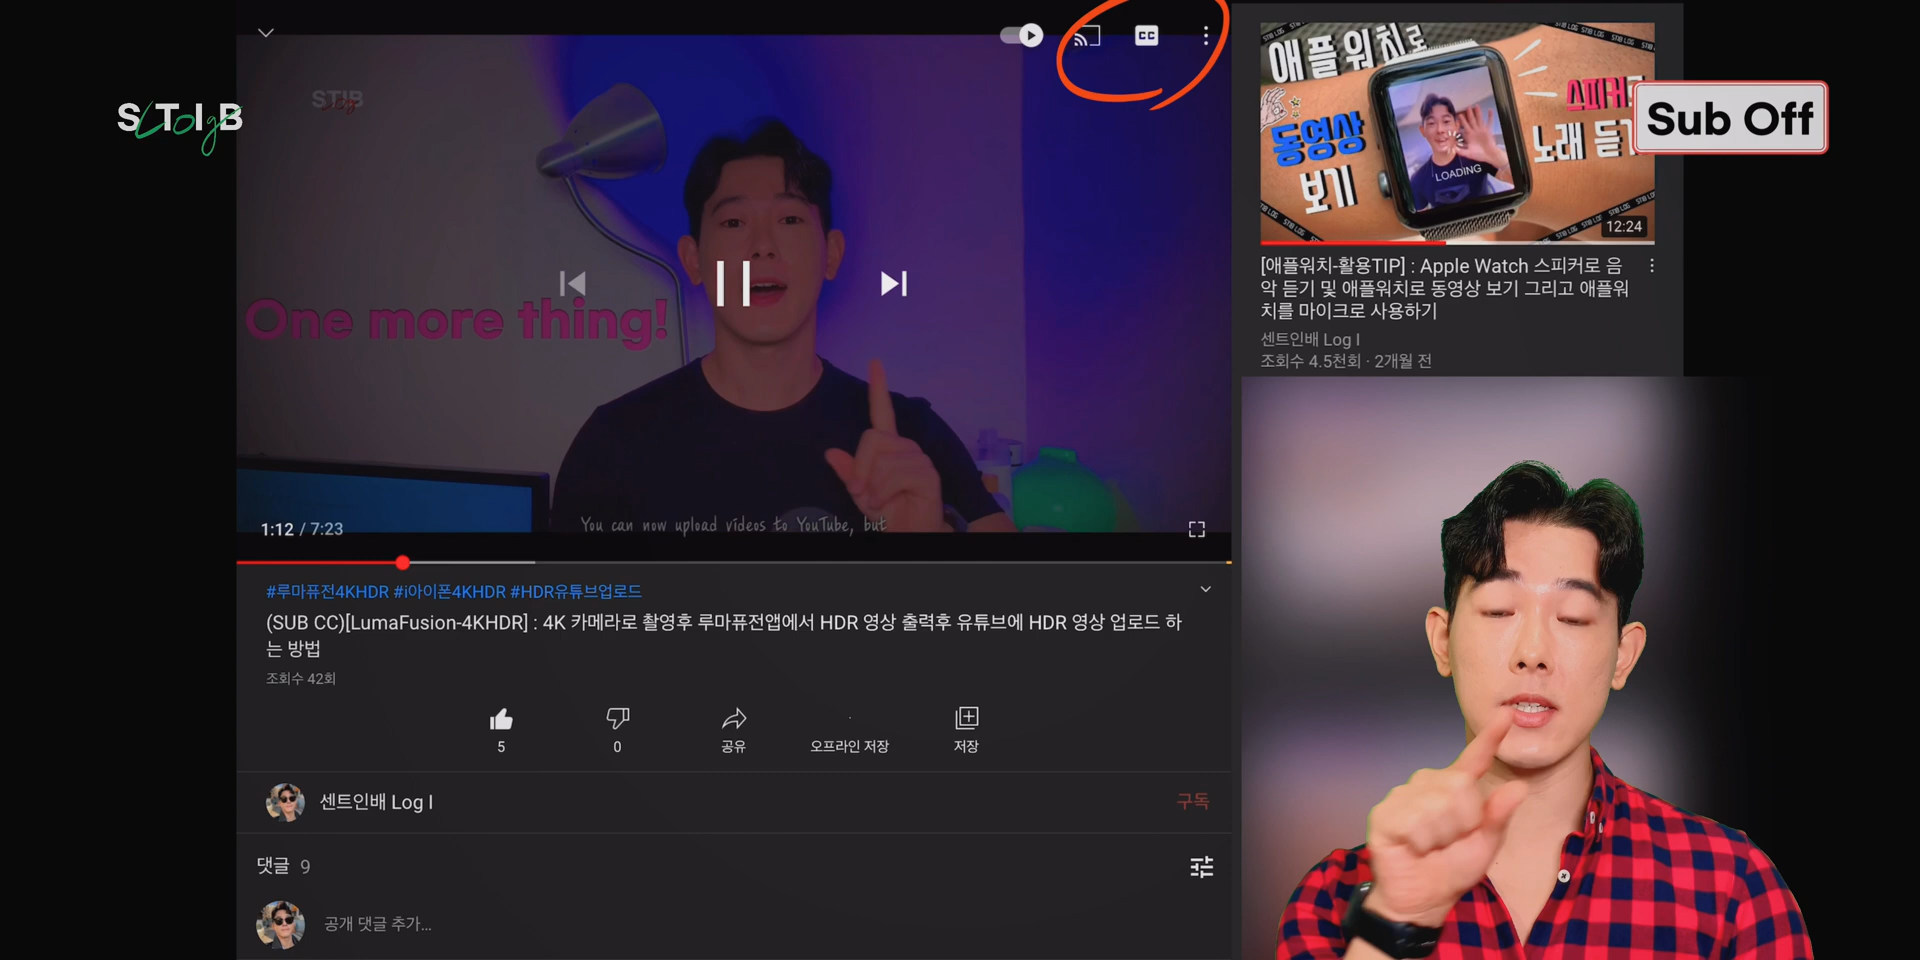 STIB
Log
STIB
Log
CC
One more thing!
You can now upload videos to YouTube, but
1:12 / 7:23
#루마퓨전4KHDR #i아이폰4KHDR #HDR유튜브업로드
(SUB CC)[LumaFusion-4KHDR] : 4K 카메라로 촬영후 루마퓨전앱에서 HDR 영상 출력후 유튜브에 HDR 영상 업로드 하
는 방법
조회수 42회
5
0
공유
오프라인 저장
저장
센트인배 Log I
구독
댓글 9
공개 댓글 추가...
애플워치로
동영상
보기
스피커로
노래 듣기
LOADING
12:24
Sub Off
[애플워치-활용TIP] : Apple Watch 스피커로 음
악 듣기 및 애플워치로 동영상 보기 그리고 애플워
치를 마이크로 사용하기
센트인배 Log I
조회수 4.5천회 · 2개월 전